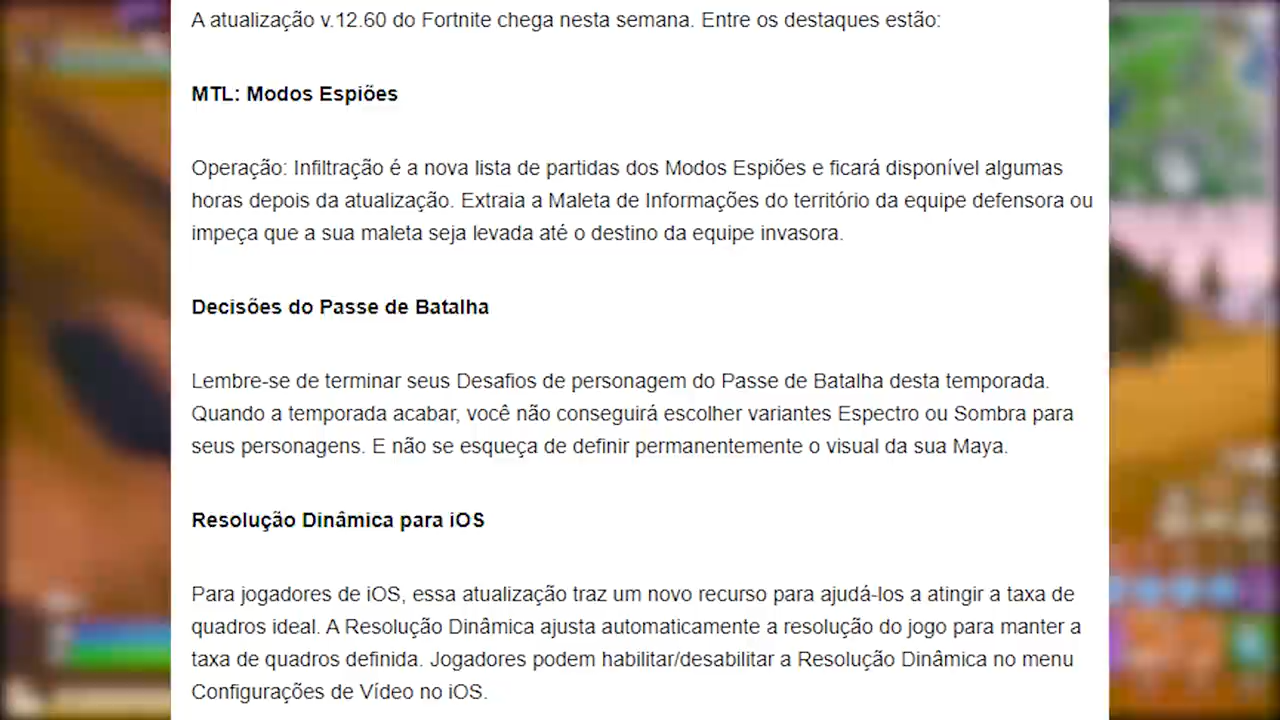 A atualização v.12.60 do Fortnite chega nesta semana. Entre os destaques estão:
MTL: Modos Espiões
Operação: Infiltração é a nova lista de partidas dos Modos Espiões e ficará disponível algumas
horas depois da atualização. Extraia a Maleta de Informações do território da equipe defensora ou
impeça que a sua maleta seja levada até o destino da equipe invasora.
Decisões do Passe de Batalha
Lembre-se de terminar seus Desafios de personagem do Passe de Batalha desta temporada.
Quando a temporada acabar, você não conseguirá escolher variantes Espectro ou Sombra para
seus personagens. E não se esqueça de definir permanentemente o visual da sua Maya.
Resolução Dinâmica para iOS
Para jogadores de iOS, essa atualização traz um novo recurso para ajudá-los a atingir a taxa de
quadros ideal. A Resolução Dinâmica ajusta automaticamente a resolução do jogo para manter a
taxa de quadros definida. Jogadores podem habilitar/desabilitar a Resolução Dinâmica no menu
Configurações de Vídeo no iOS.